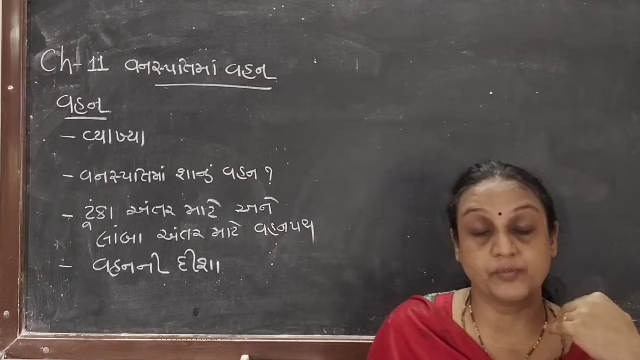 Ch-11 વનસ્પતિમાં વહન
વહન
- વ્યાખ્યા
- વનસ્પતિમાં શાનું વહન ?
- ટૂંકા અંતર માટે અને
લાંબા અંતર માટે વહનપથ
- વહનની દીશા